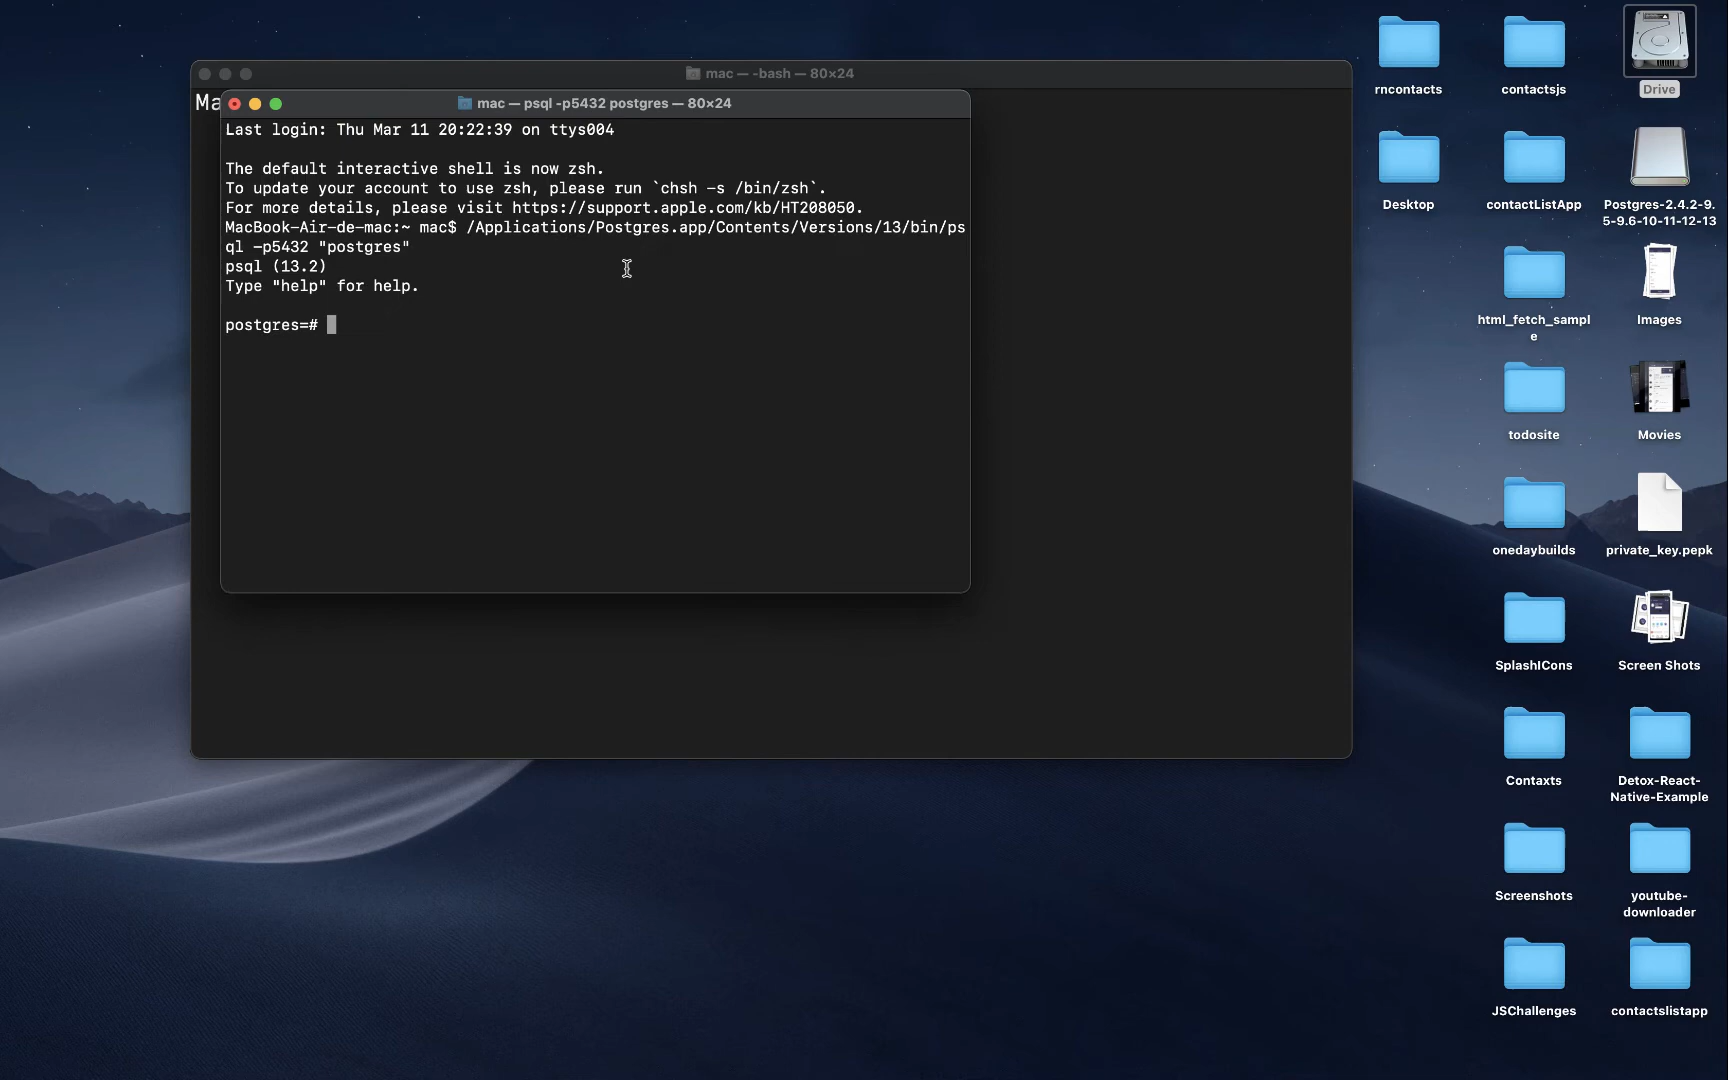 mac — -bash — 80×24
Ma
mac — psql -p5432 postgres — 80×24
Last login: Thu Mar 11 20:22:39 on ttys004
The default interactive shell is now zsh.
To update your account to use zsh, please run `chsh -s /bin/zsh`.
For more details, please visit https://support.apple.com/kb/HT208050.
MacBook-Air-de-mac:~ mac$ /Applications/Postgres.app/Contents/Versions/13/bin/ps
ql -p5432 "postgres"
psql (13.2)
Type "help" for help.
postgres=#
rncontacts
contactsjs
Drive
Desktop
contactListApp
Postgres-2.4.2-9.
5-9.6-10-11-12-13
html_fetch_sampl
e
Images
todosite
Movies
onedaybuilds
private_key.pepk
SplashICons
Screen Shots
Contaxts
Detox-React-
Native-Example
Screenshots
youtube-
downloader
JSChallenges
contactslistapp